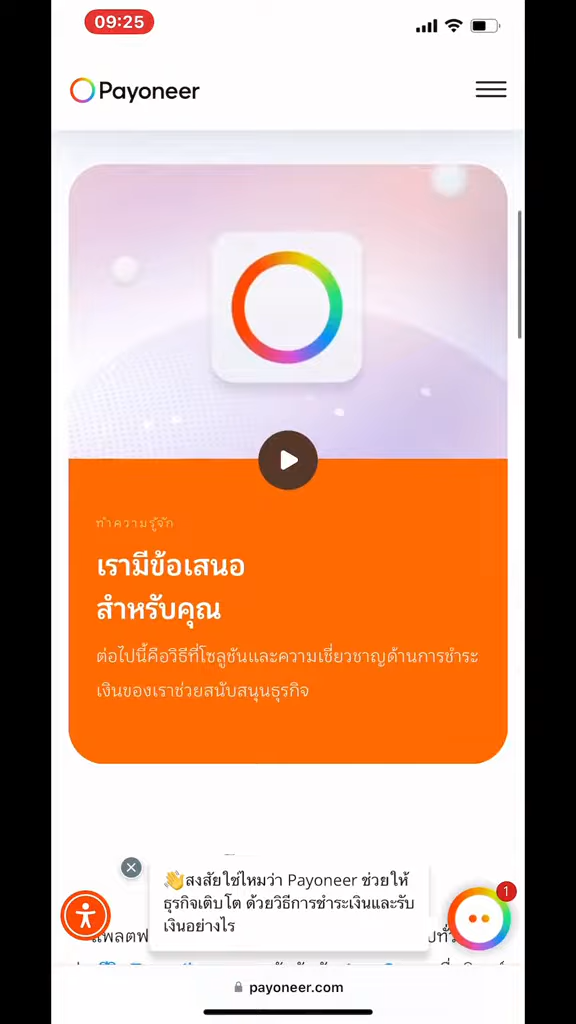 09:25
Payoneer
ทำความรู้จัก
เรามีข้อเสนอ
สำหรับคุณ
ต่อไปนี้คือวิธีที่โซลูชันและความเชี่ยวชาญด้านการชำระ
เงินของเราช่วยสนับสนุนธุรกิจ
👋สงสัยใช่ไหมว่า Payoneer ช่วยให้
ธุรกิจเติบโต ด้วยวิธีการชำระเงินและรับ
เงินอย่างไร
1
payoneer.com